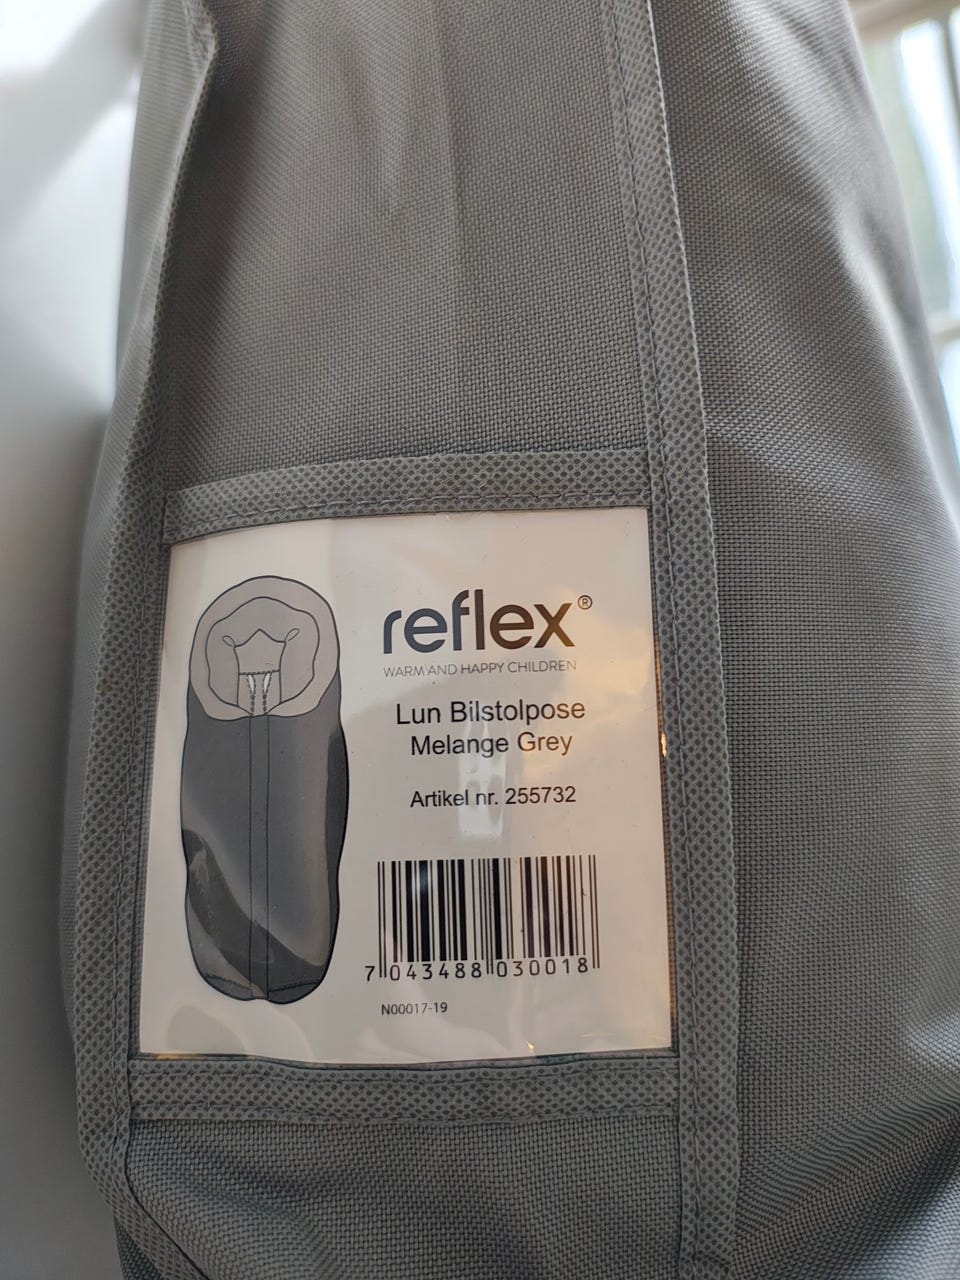 reflex®
WARM AND HAPPY CHILDREN
Lun Bilstolpose
Melange Grey
Artikel nr. 255732
7 043488 030018
N00017-19